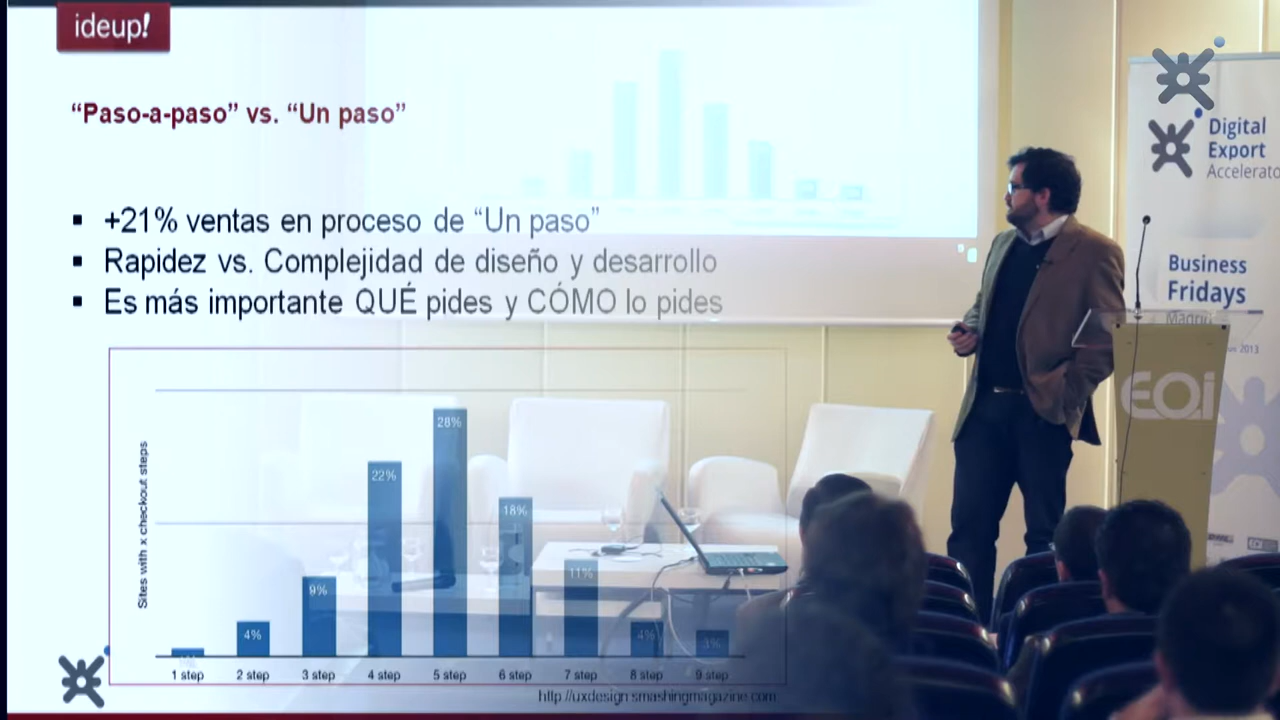 ideup!
“Paso-a-paso” vs. “Un paso”
+21% ventas en proceso de “Un paso”
Rapidez vs. Complejidad de diseño y desarrollo
Es más importante QUÉ pides y CÓMO lo pides
Sites with x checkout steps
4%
9%
22%
28%
18%
11%
4%
3%
1 step
2 step
3 step
4 step
5 step
6 step
7 step
8 step
9 step
http://uxdesign.smashingmagazine.com
Digital
Export
Accelerato
Business
Fridays
Madrid
2013
EOi